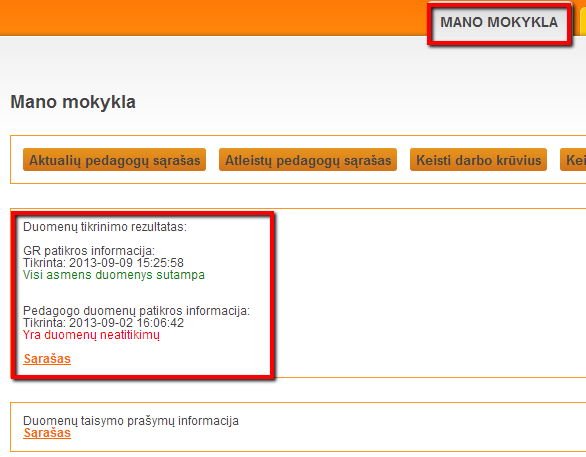 MANO MOKYKLA
Mano mokykla
Aktualių pedagogų sąrašas Atleistų pedagogų sąrašas Keisti darbo krūvius
Duomenų tikrinimo rezultatas:
GR patikros informacija:
Tikrinta: 2013-09-09 15:25:58
Visi asmens duomenys sutampa
Pedagogo duomenų patikros informacija:
Tikrinta: 2013-09-02 16:06:42
Yra duomenų neatitikimų
Sąrašas
Duomenų taisymo prašymų informacija
Sąrašas